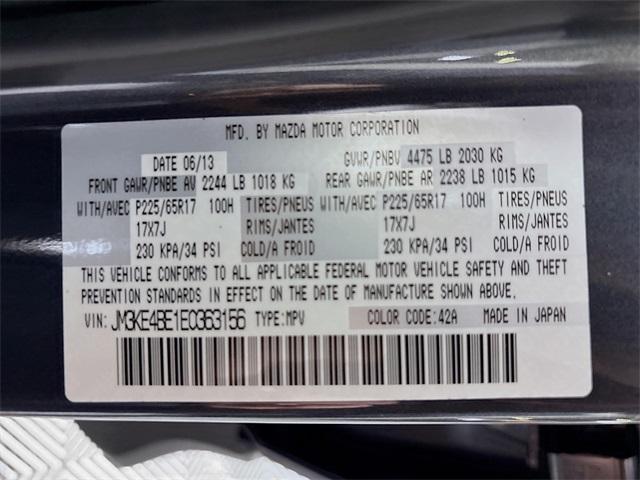 MFD. BY MAZDA MOTOR CORPORATION
DATE 06/13 GVWR/PNBV 4475 LB 2030 KG
FRONT GAWR/PNBE AV 2244 LB 1018 KG REAR GAWR/PNBE AR 2238 LB 1015 KG
WITH/AVEC P225/65R17 100H TIRES/PNEUS WITH/AVEC P225/65R17 100H TIRES/PNEUS
17X7J RIMS/JANTES 17X7J RIMS/JANTES
230 KPA/34 PSI COLD/A FROID 230 KPA/34 PSI COLD/A FROID
THIS VEHICLE CONFORMS TO ALL APPLICABLE FEDERAL MOTOR VEHICLE SAFETY AND THEFT
PREVENTION STANDARDS IN EFFECT ON THE DATE OF MANUFACTURE SHOWN ABOVE.
VIN: JM3KE4BE1E0363156 TYPE:MPV COLOR CODE:42A MADE IN JAPAN